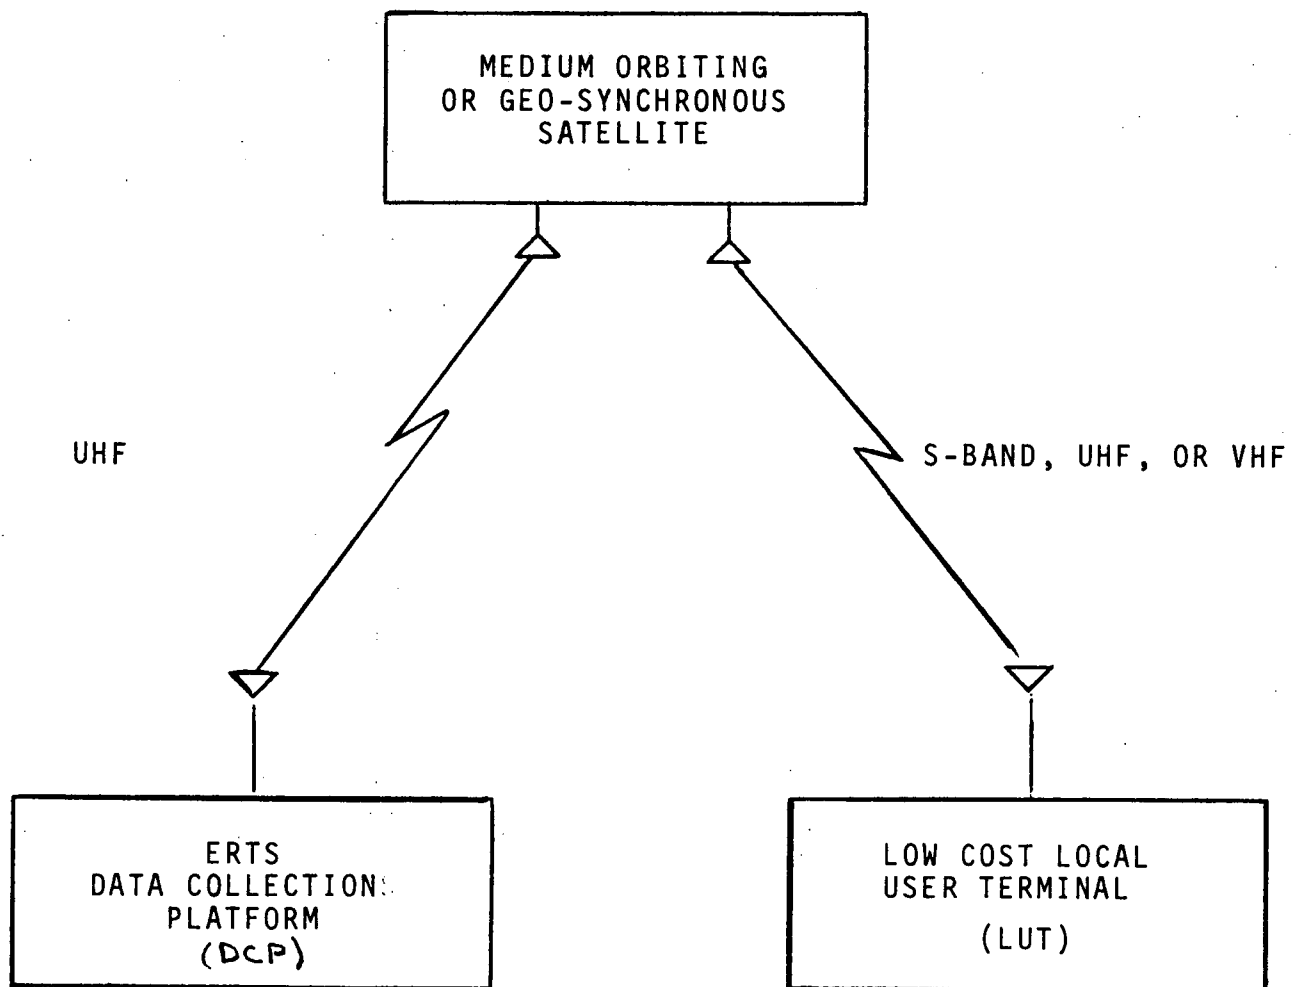 MEDIUM ORBITING
OR GEO-SYNCHRONOUS
SATELLITE
UHF
S-BAND, UHF, OR VHF
ERTS
DATA COLLECTION
PLATFORM
(DCP)
LOW COST LOCAL
USER TERMINAL
(LUT)